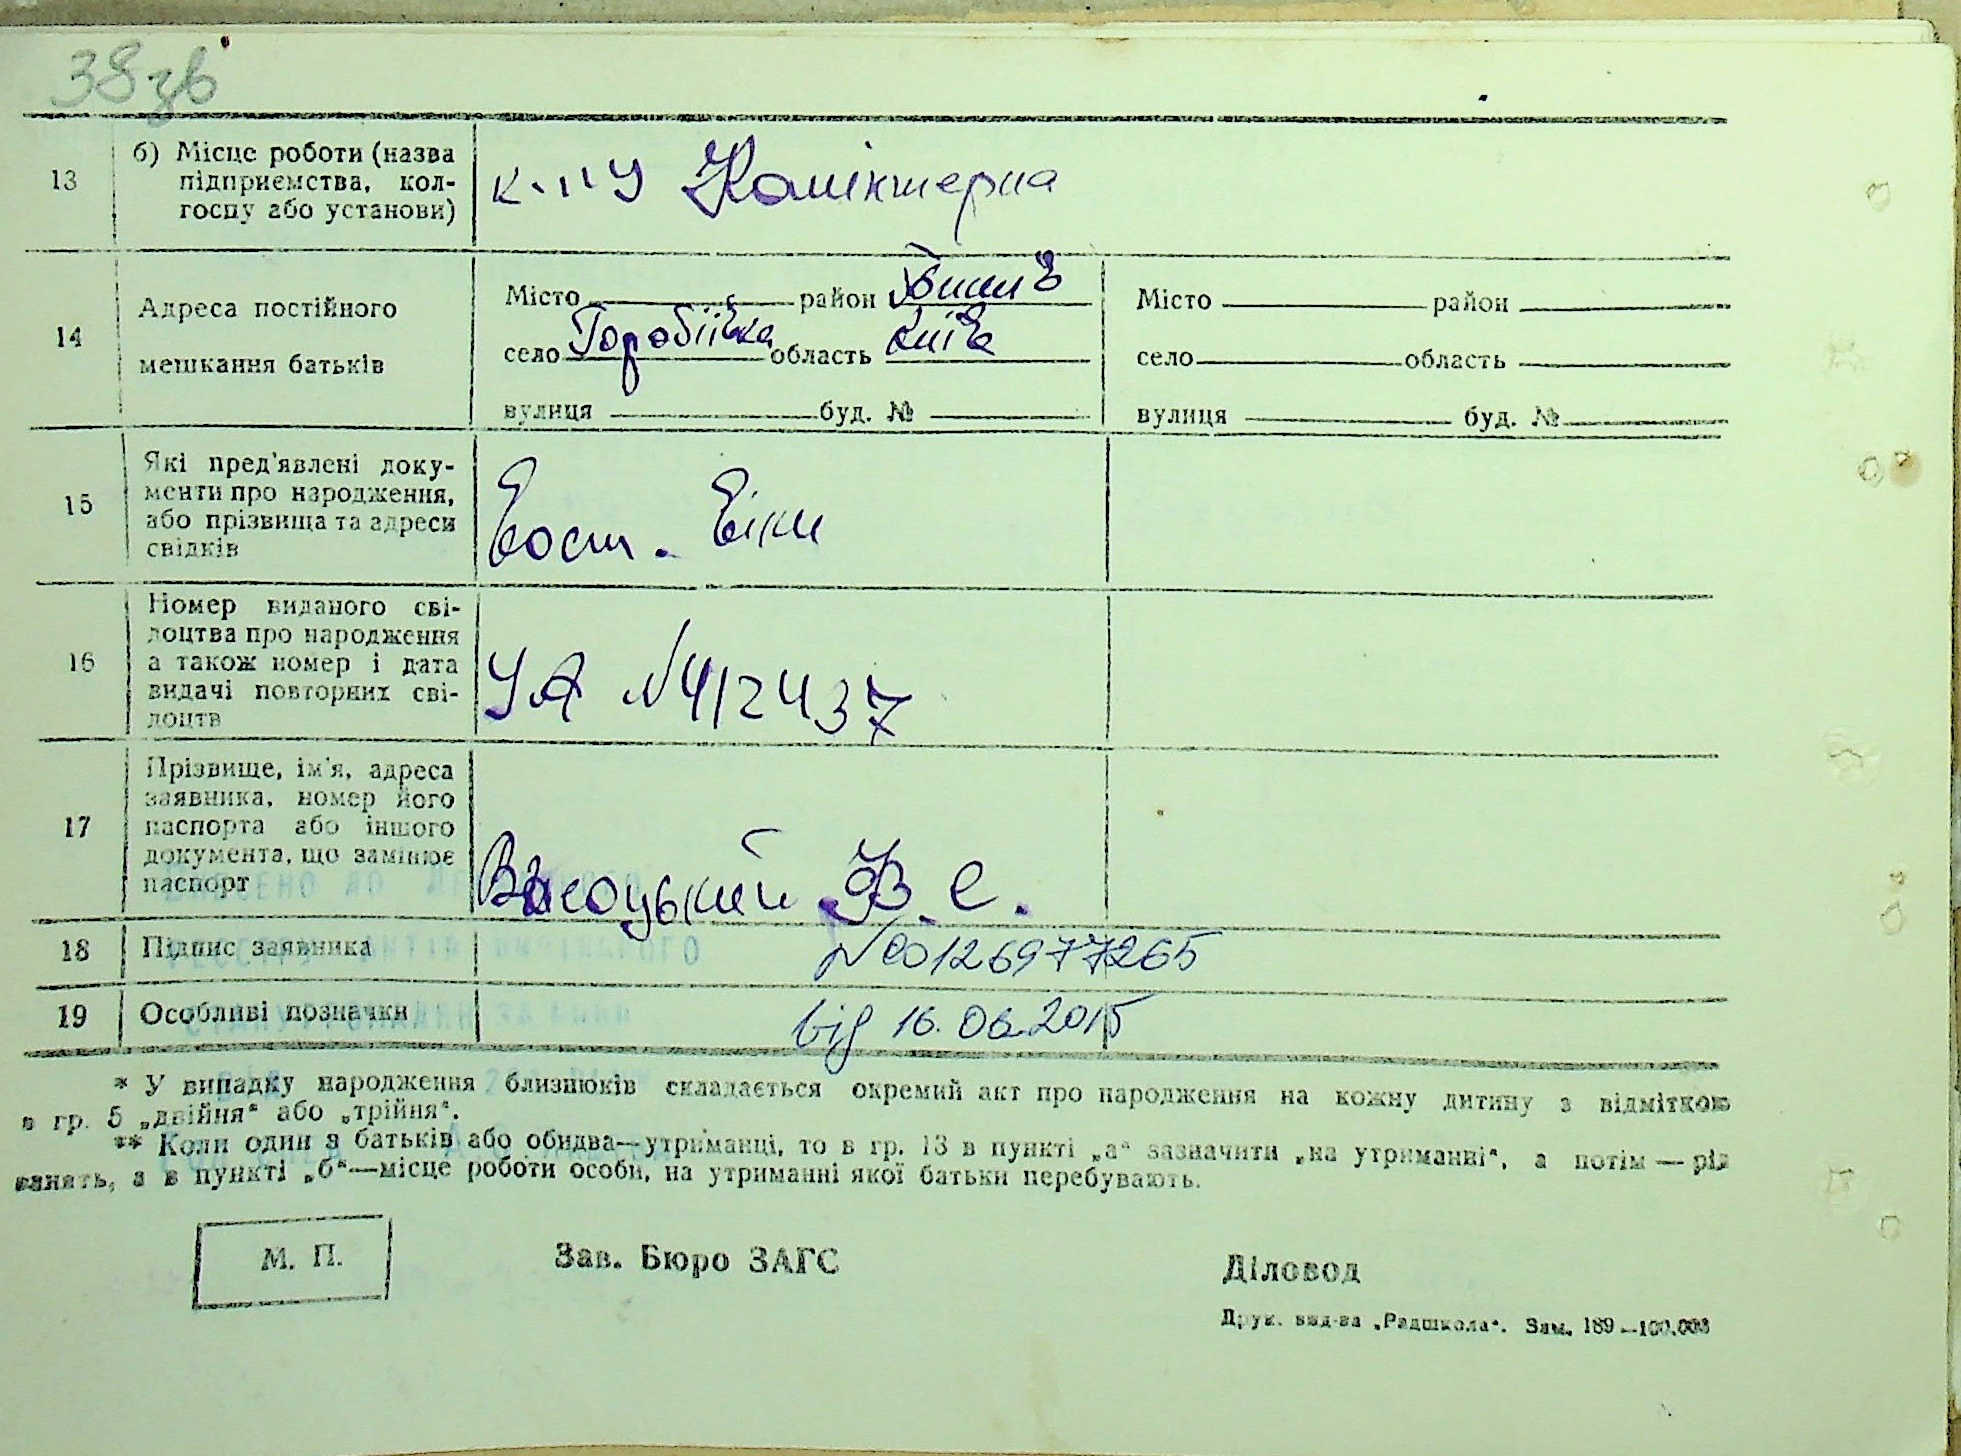 38 зв
13 б) Місце роботи (назва
підприємства, кол-
госпу або установи)
Комінтерна
14 Адреса постійного
мешкання батьків
Місто район
село Горобіївка область Київ
вулиця буд. №
Місто район
село область
вулиця буд. №
15 Які пред'явлені доку-
менти про народження,
або прізвища та адреси
свідків
16 Номер виданого сві-
доцтва про народження
а також номер і дата
видачі повторних сві-
доцтв
УА №412437
17 Прізвище, ім'я, адреса
заявника, номер його
паспорта або іншого
документа, що замінює
паспорт
Висоцький Ф. С.
18 Підпис заявника
№00126977265
19 Особливі позначки
від 16.06.2015
* У випадку народження близнюків складається окремий акт про народження на кожну дитину з відміткою
в гр. 5 „двійня“ або „трійня“.
** Коли один з батьків або обидва—утриманці, то в гр. 13 в пункті „а“ зазначити „на утриманні“, а потім — рід
занять, а в пункті „б“—місце роботи особи, на утриманні якої батьки перебувають.
М. П.
Зав. Бюро ЗАГС
Діловод
Друк. вид-ва „Радшкола“. Зам. 189—100.000